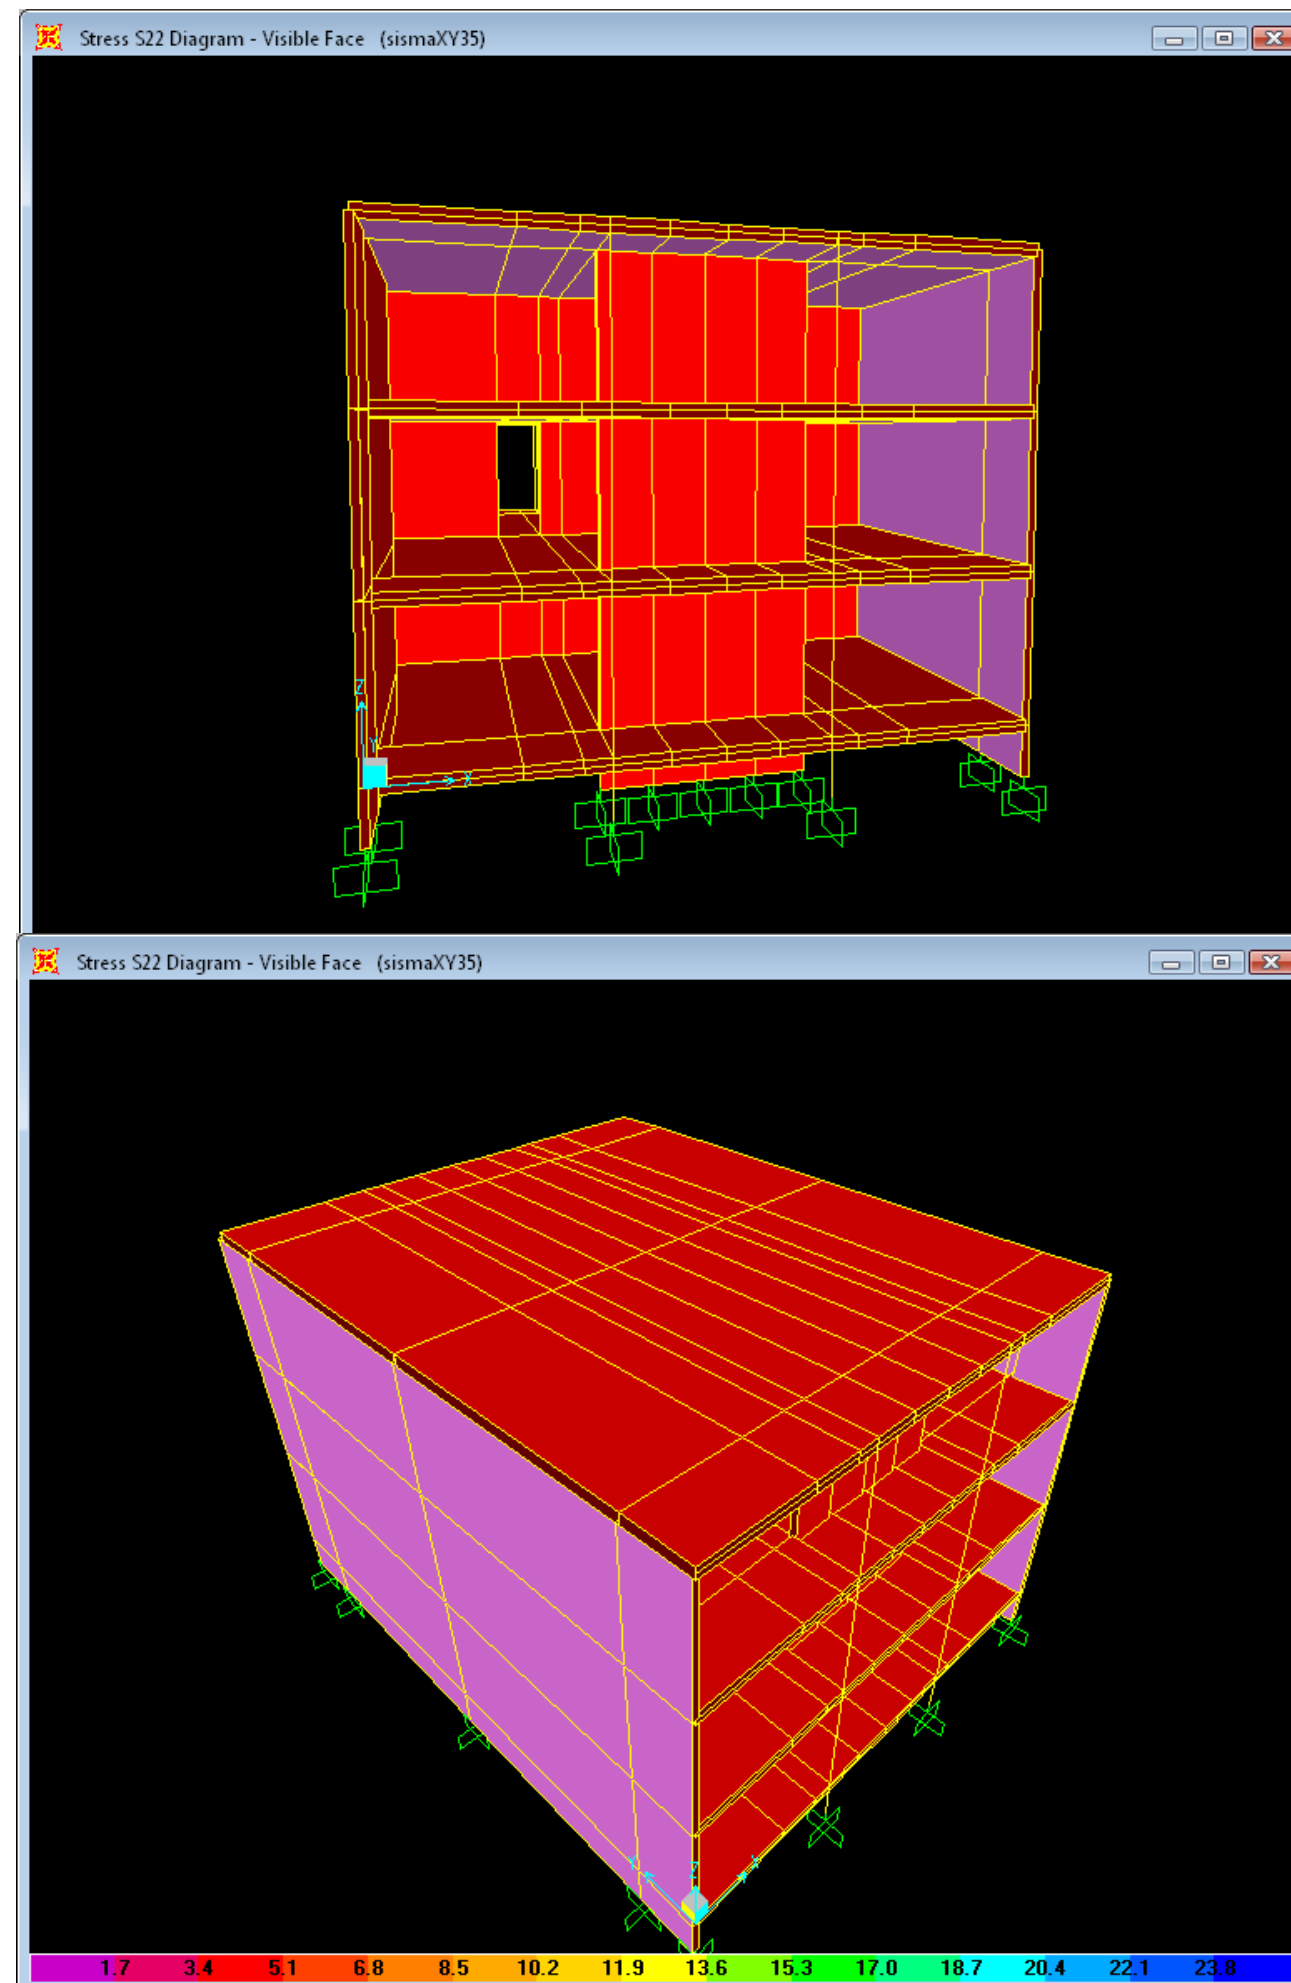 Stress S22 Diagram - Visible Face (sismaXY35)
Z
Y
X
Stress S22 Diagram - Visible Face (sismaXY35)
Y
Z
X
1.7 3.4 5.1 6.8 8.5 10.2 11.9 13.6 15.3 17.0 18.7 20.4 22.1 23.8